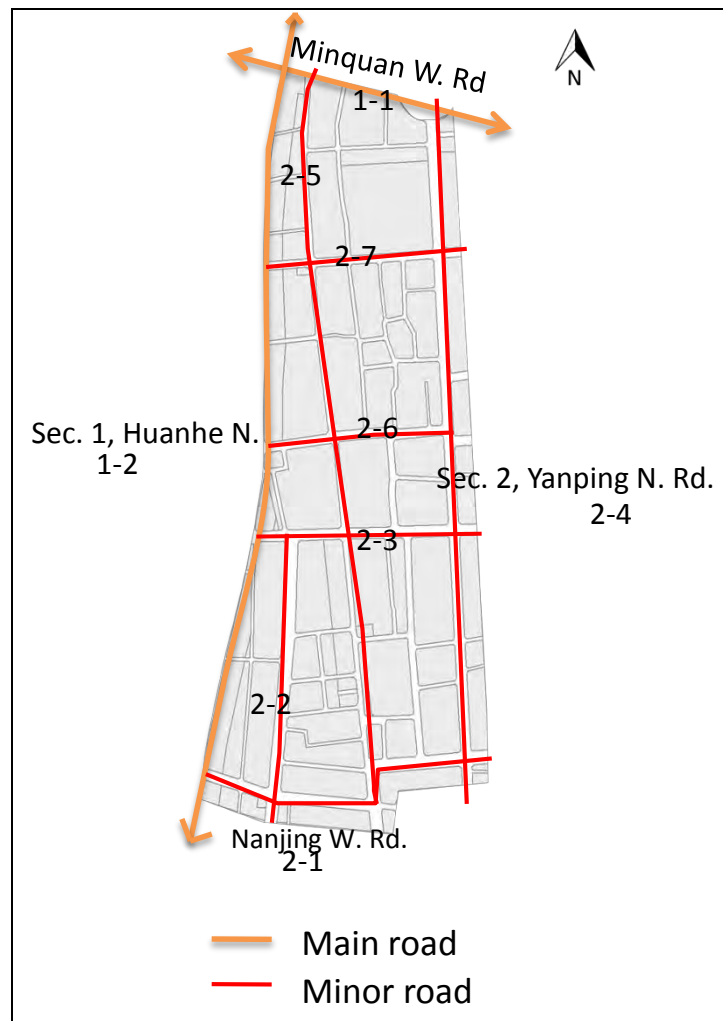 Minquan W. Rd
1-1
N
2-5
2-7
Sec. 1, Huanhe N.
1-2
2-6
Sec. 2, Yanping N. Rd.
2-4
2-3
2-2
Nanjing W. Rd.
2-1
Main road
Minor road